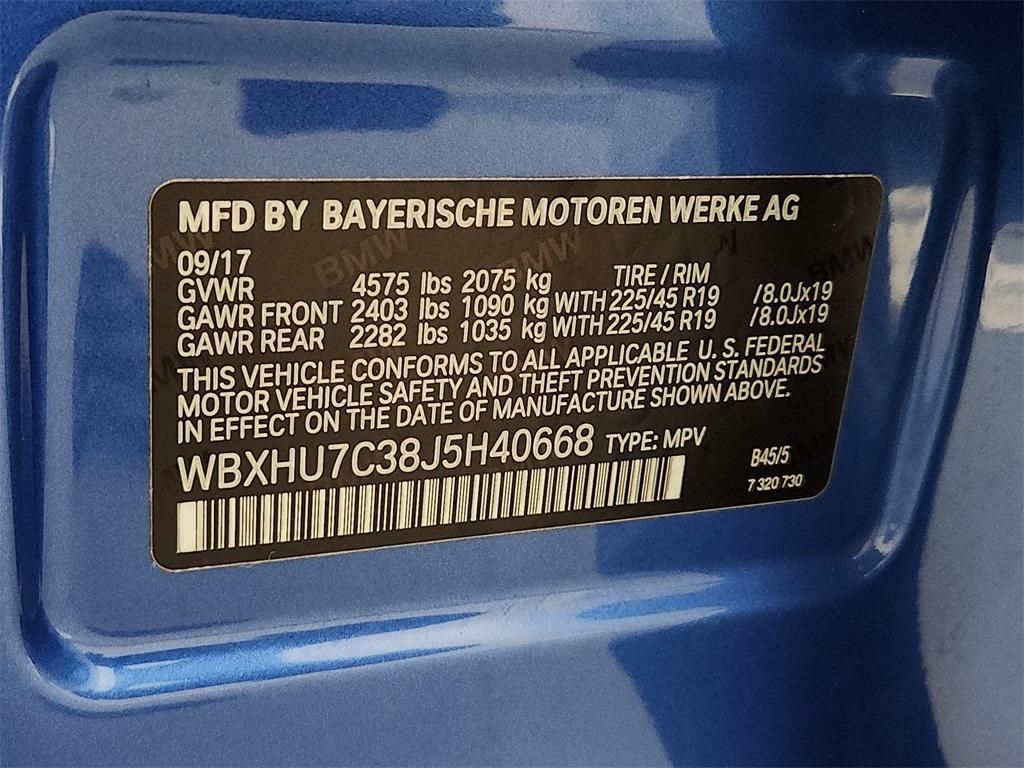 MFD BY BAYERISCHE MOTOREN WERKE AG
09/17
GVWR 4575 lbs 2075 kg TIRE / RIM
GAWR FRONT 2403 lbs 1090 kg WITH 225/45 R19 /8.0Jx19
GAWR REAR 2282 lbs 1035 kg WITH 225/45 R19 /8.0Jx19
THIS VEHICLE CONFORMS TO ALL APPLICABLE U. S. FEDERAL
MOTOR VEHICLE SAFETY AND THEFT PREVENTION STANDARDS
IN EFFECT ON THE DATE OF MANUFACTURE SHOWN ABOVE.
WBXHU7C38J5H40668 TYPE: MPV B45/5
7 320 730